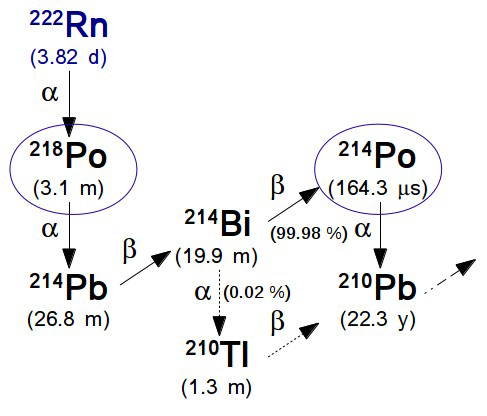 ²²²Rn
(3.82 d)
α
²¹⁸Po
(3.1 m)
α
²¹⁴Pb
(26.8 m)
β
²¹⁴Bi
(19.9 m)
β
(99.98 %)
²¹⁴Po
(164.3 µs)
α
α
(0.02 %)
²¹⁰Tl
(1.3 m)
β
²¹⁰Pb
(22.3 y)